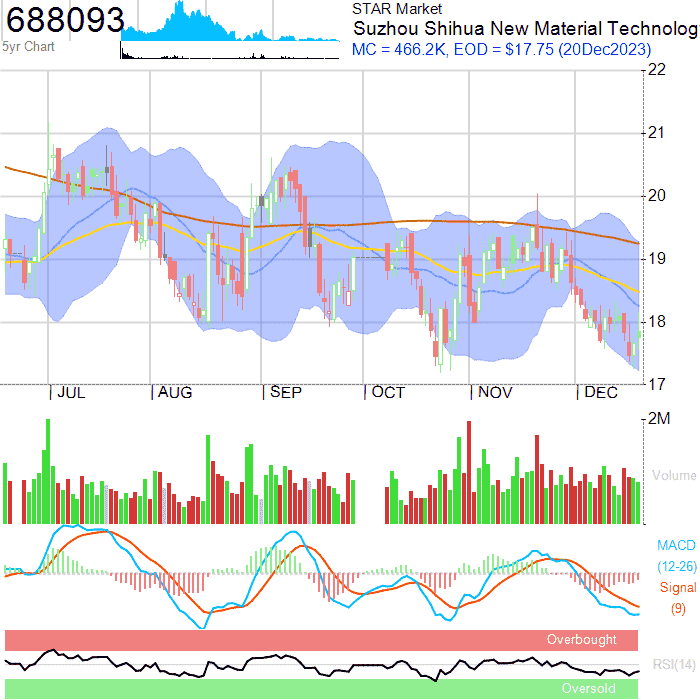 688093
5yr Chart
STAR Market
Suzhou Shihua New Material Technolog
MC = 466.2K, EOD = $17.75 (20Dec2023)
22
21
20
19
18
17
JUL
AUG
SEP
OCT
NOV
DEC
2M
Volume
MACD
(12-26)
Signal
(9)
Overbought
RSI(14)
Oversold